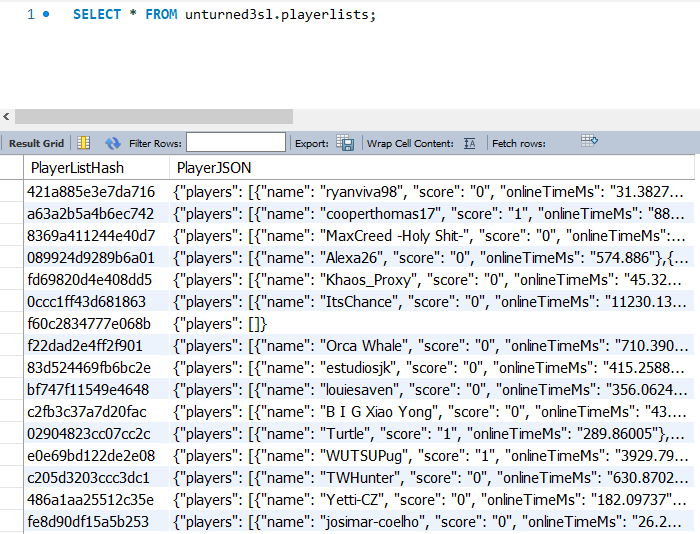 1 SELECT * FROM unturned3sl.playerlists;
Result Grid Filter Rows: Export: Wrap Cell Content: IA Fetch rows:
PlayerListHash PlayerJSON
421a885e3e7da716 {"players": [{"name": "ryanviva98", "score": "0", "onlineTimeMs": "31.3827...
a63a2b5a4b6ec742 {"players": [{"name": "cooperthomas17", "score": "1", "onlineTimeMs": "88...
8369a411244e40d7 {"players": [{"name": "MaxCreed -Holy Shit-", "score": "0", "onlineTimeMs":...
089924d9289b6a01 {"players": [{"name": "Alexa26", "score": "0", "onlineTimeMs": "574.886"},{...
fd69820d4e408dd5 {"players": [{"name": "Khaos_Proxy", "score": "0", "onlineTimeMs": "45.32...
0ccc1ff43d681863 {"players": [{"name": "ItsChance", "score": "0", "onlineTimeMs": "11230.13...
f60c2834777e068b {"players": []}
f22dad2e4ff2f901 {"players": [{"name": "Orca Whale", "score": "0", "onlineTimeMs": "710.390...
83d524469fb6bc2e {"players": [{"name": "estudiosjk", "score": "0", "onlineTimeMs": "415.2588...
bf747f11549e4648 {"players": [{"name": "louiesaven", "score": "0", "onlineTimeMs": "356.0624...
c2fb3c37a7d20fac {"players": [{"name": "B I G Xiao Yong", "score": "0", "onlineTimeMs": "43....
02904823cc07cc2c {"players": [{"name": "Turtle", "score": "1", "onlineTimeMs": "289.86005"},...
e0e69bd122de2e08 {"players": [{"name": "WUTSUPug", "score": "1", "onlineTimeMs": "3929.79...
c205d3203ccc3dc1 {"players": [{"name": "TWHunter", "score": "0", "onlineTimeMs": "630.8702...
486a1aa25512c35e {"players": [{"name": "Yetti-CZ", "score": "0", "onlineTimeMs": "182.09737"...
fe8d90df15a5b253 {"players": [{"name": "josimar-coelho", "score": "0", "onlineTimeMs": "26.2...